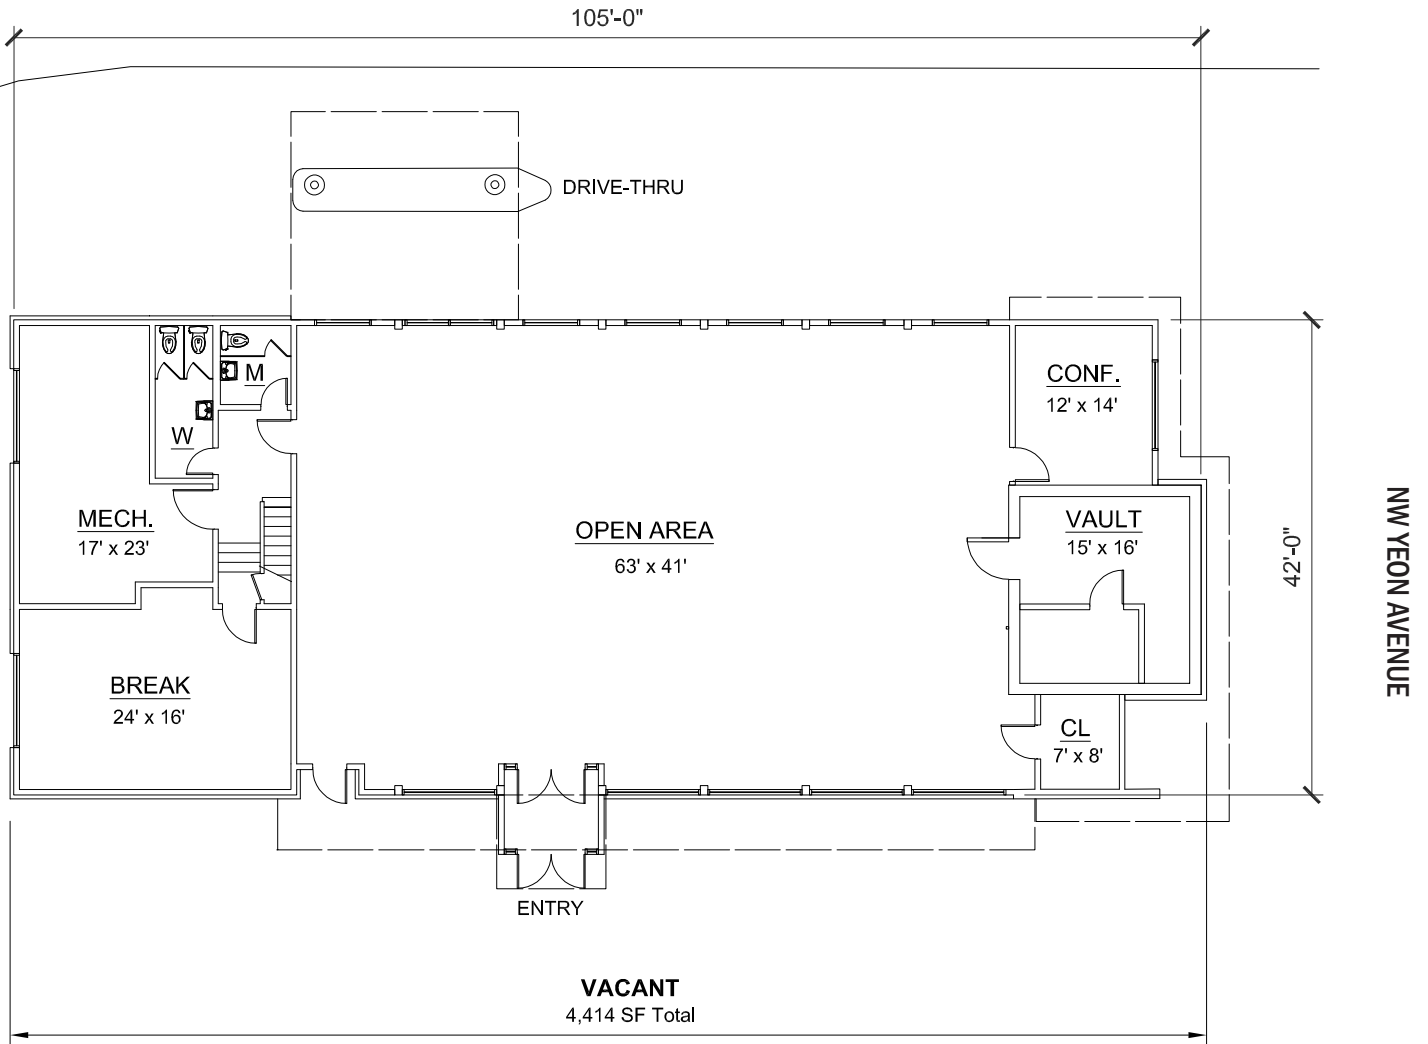 105'-0"
DRIVE-THRU
M
CONF.
12' x 14'
W
MECH.
17' x 23'
OPEN AREA
63' x 41'
VAULT
15' x 16'
42'-0"
NW YEON AVENUE
BREAK
24' x 16'
CL
7' x 8'
ENTRY
VACANT
4,414 SF Total